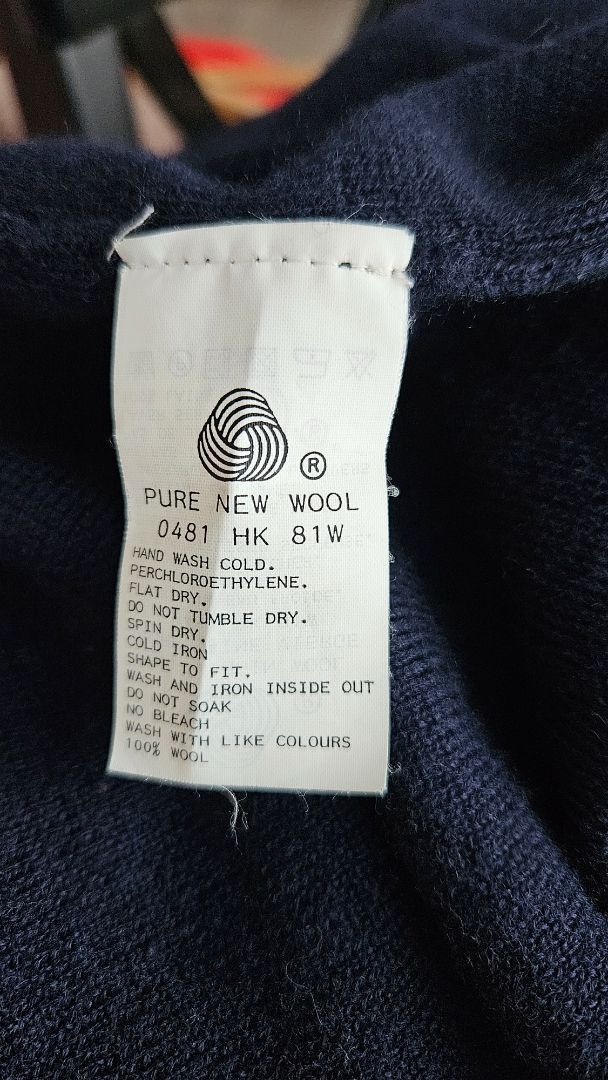 ®
PURE NEW WOOL
0481 HK 81W
HAND WASH COLD.
PERCHLOROETHYLENE.
FLAT DRY.
DO NOT TUMBLE DRY.
SPIN DRY.
COLD IRON
SHAPE TO FIT.
WASH AND IRON INSIDE OUT
DO NOT SOAK
NO BLEACH
WASH WITH LIKE COLOURS
100% WOOL